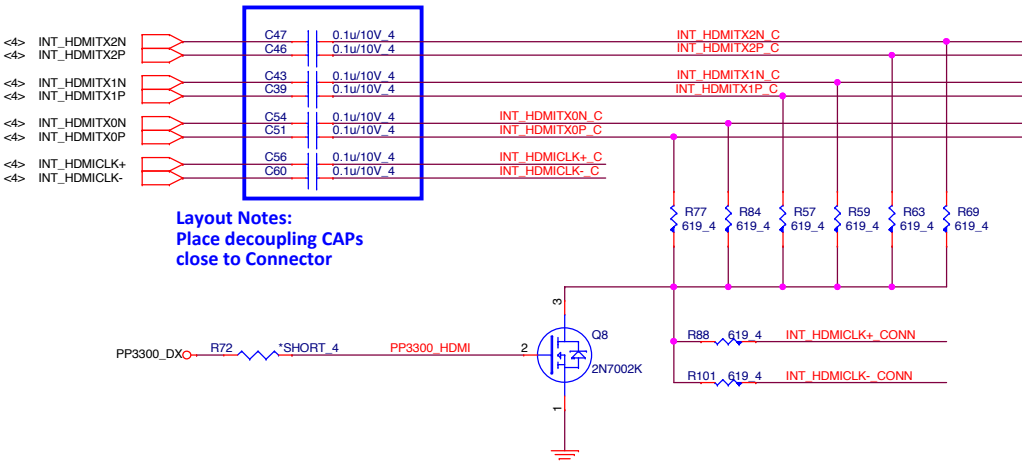 <4> INT_HDMITX2N C47 0.1u/10V_4 INT_HDMITX2N_C
<4> INT_HDMITX2P C46 0.1u/10V_4 INT_HDMITX2P_C
<4> INT_HDMITX1N C43 0.1u/10V_4 INT_HDMITX1N_C
<4> INT_HDMITX1P C39 0.1u/10V_4 INT_HDMITX1P_C
<4> INT_HDMITX0N C54 0.1u/10V_4 INT_HDMITX0N_C
<4> INT_HDMITX0P C51 0.1u/10V_4 INT_HDMITX0P_C
<4> INT_HDMICLK+ C56 0.1u/10V_4 INT_HDMICLK+_C
<4> INT_HDMICLK- C60 0.1u/10V_4 INT_HDMICLK-_C
Layout Notes:
Place decoupling CAPs
close to Connector
R77 R84 R57 R59 R63 R69
619_4 619_4 619_4 619_4 619_4 619_4
3
Q8
R88 619_4 INT_HDMICLK+_CONN
PP3300_DX R72 *SHORT_4 PP3300_HDMI 2
2N7002K
R101 619_4 INT_HDMICLK-_CONN
1